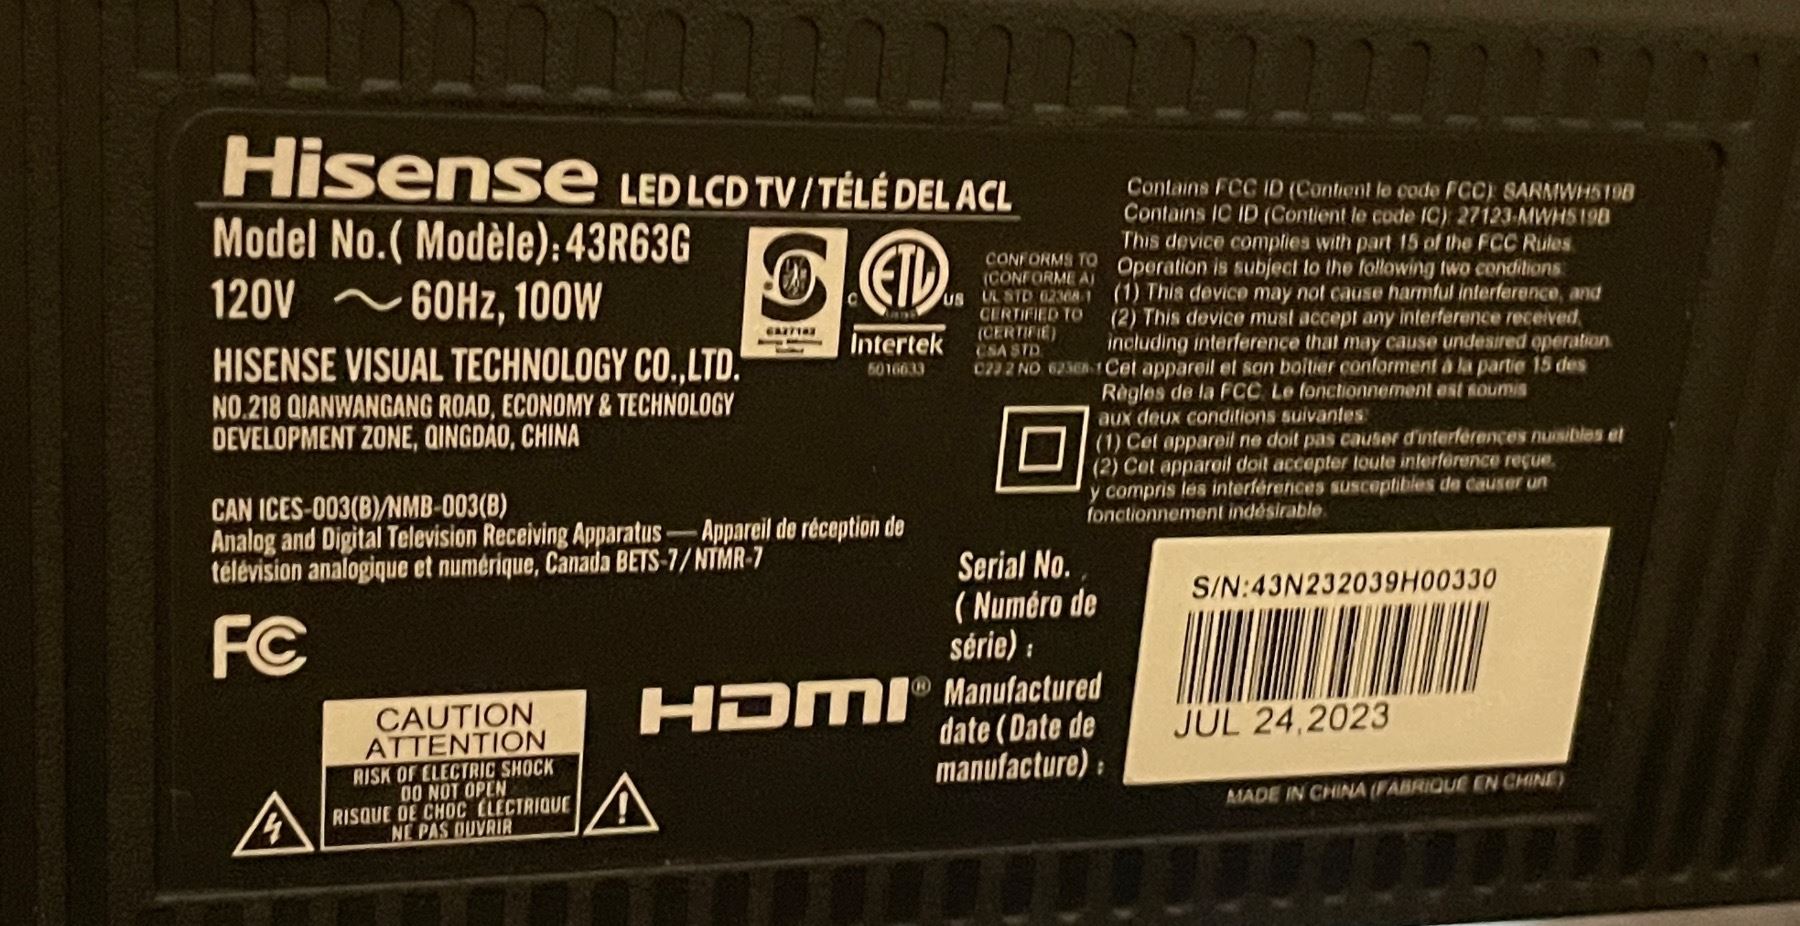 Hisense LED LCD TV / TÉLÉ DEL ACL
Model No.( Modèle): 43R63G
120V ~ 60Hz, 100W
HISENSE VISUAL TECHNOLOGY CO.,LTD.
NO.218 QIANWANGANG ROAD, ECONOMY & TECHNOLOGY
DEVELOPMENT ZONE, QINGDAO, CHINA
CAN ICES-003(B)/NMB-003(B)
Analog and Digital Television Receiving Apparatus — Appareil de réception de
télévision analogique et numérique, Canada BETS-7/ NTMR-7
FC
CAUTION
ATTENTION
RISK OF ELECTRIC SHOCK
DO NOT OPEN
RISQUE DE CHOC ÉLECTRIQUE
NE PAS OUVRIR
HDMI®
C ETL US
Intertek
5016633
CONFORMS TO
(CONFORME A)
UL STD. 62368-1
CERTIFIED TO
(CERTIFIÉ)
CSA STD.
C22.2 NO. 62368-1
Contains FCC ID (Contient le code FCC): SARMWH519B
Contains IC ID (Contient le code IC): 27123-MWH519B
This device complies with part 15 of the FCC Rules.
Operation is subject to the following two conditions:
(1) This device may not cause harmful interference, and
(2) This device must accept any interference received,
including interference that may cause undesired operation.
Cet appareil et son boîtier conforment à la partie 15 des
Règles de la FCC. Le fonctionnement est soumis
aux deux conditions suivantes:
(1) Cet appareil ne doit pas causer d'interférences nuisibles et
(2) Cet appareil doit accepter toute interférence reçue,
y compris les interférences susceptibles de causer un
fonctionnement indésirable.
Serial No.
( Numéro de
série) :
S/N:43N232039H00330
Manufactured
date ( Date de
manufacture) :
JUL 24,2023
MADE IN CHINA (FABRIQUÉ EN CHINE)